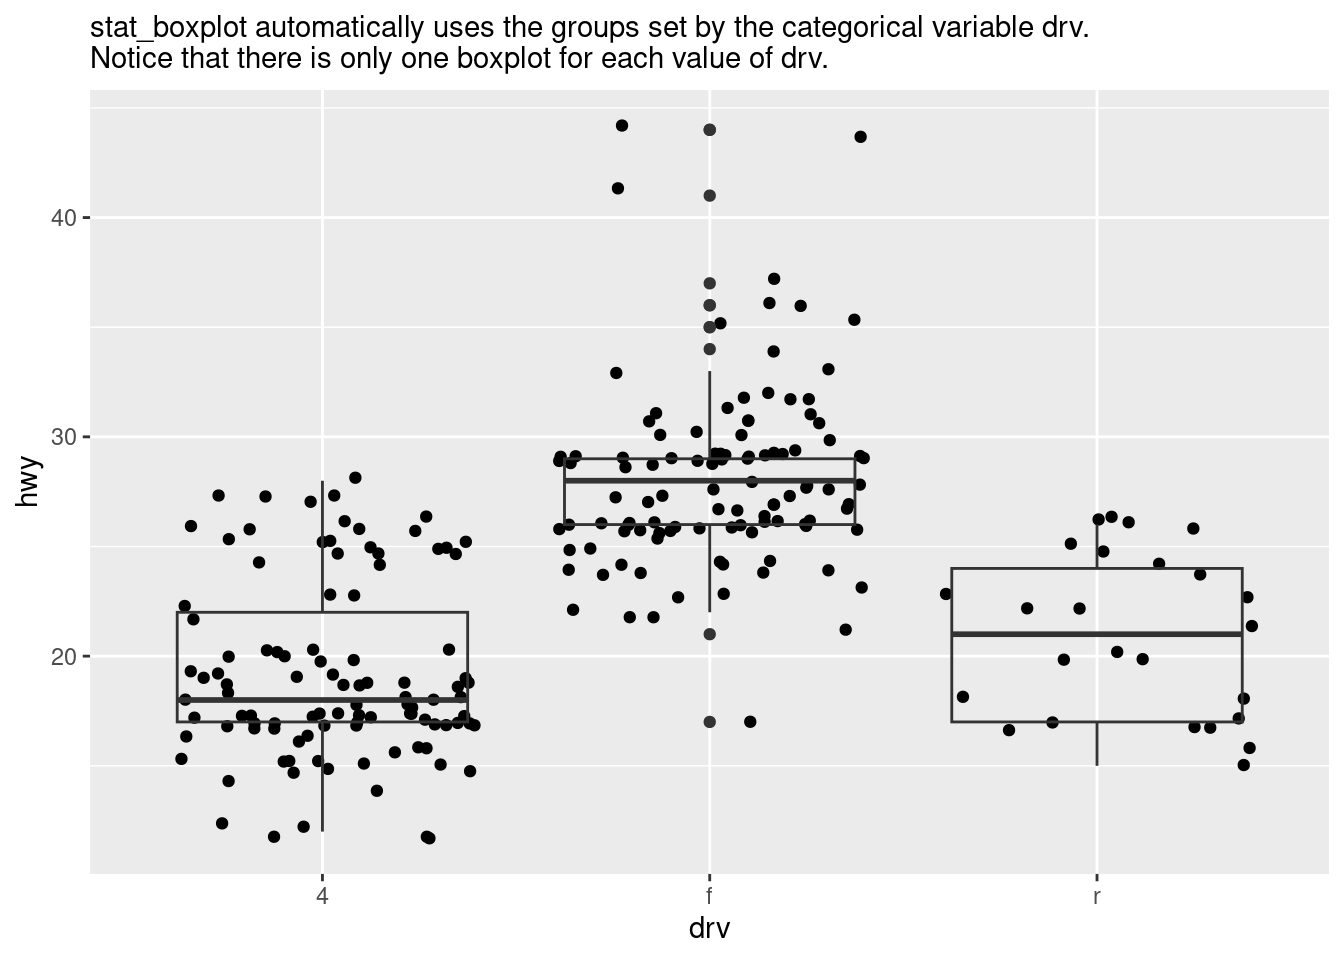 stat_boxplot automatically uses the groups set by the categorical variable drv.
Notice that there is only one boxplot for each value of drv.
40
30
20
hwy
4 f r
drv